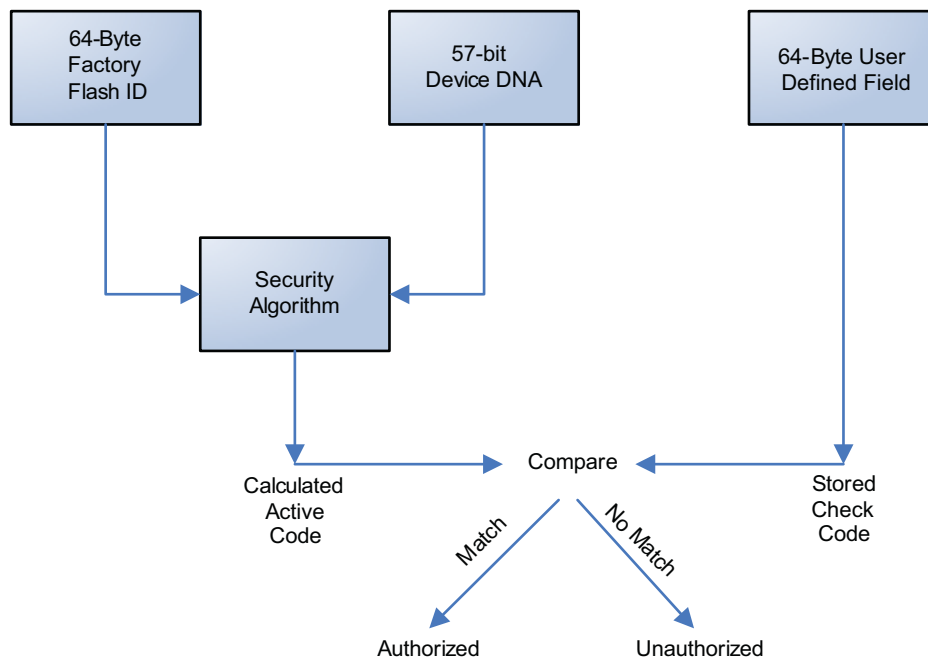 64-Byte
Factory
Flash ID
57-bit
Device DNA
64-Byte User
Defined Field
Security
Algorithm
Compare
Calculated
Active
Code
Stored
Check
Code
Match
No Match
Authorized
Unauthorized